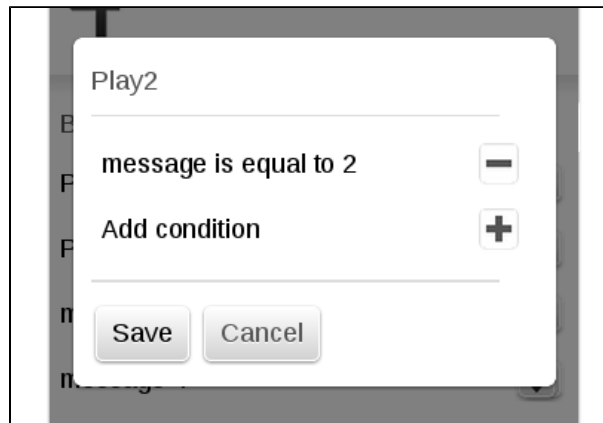 Play2
message is equal to 2
Add condition
Save
Cancel